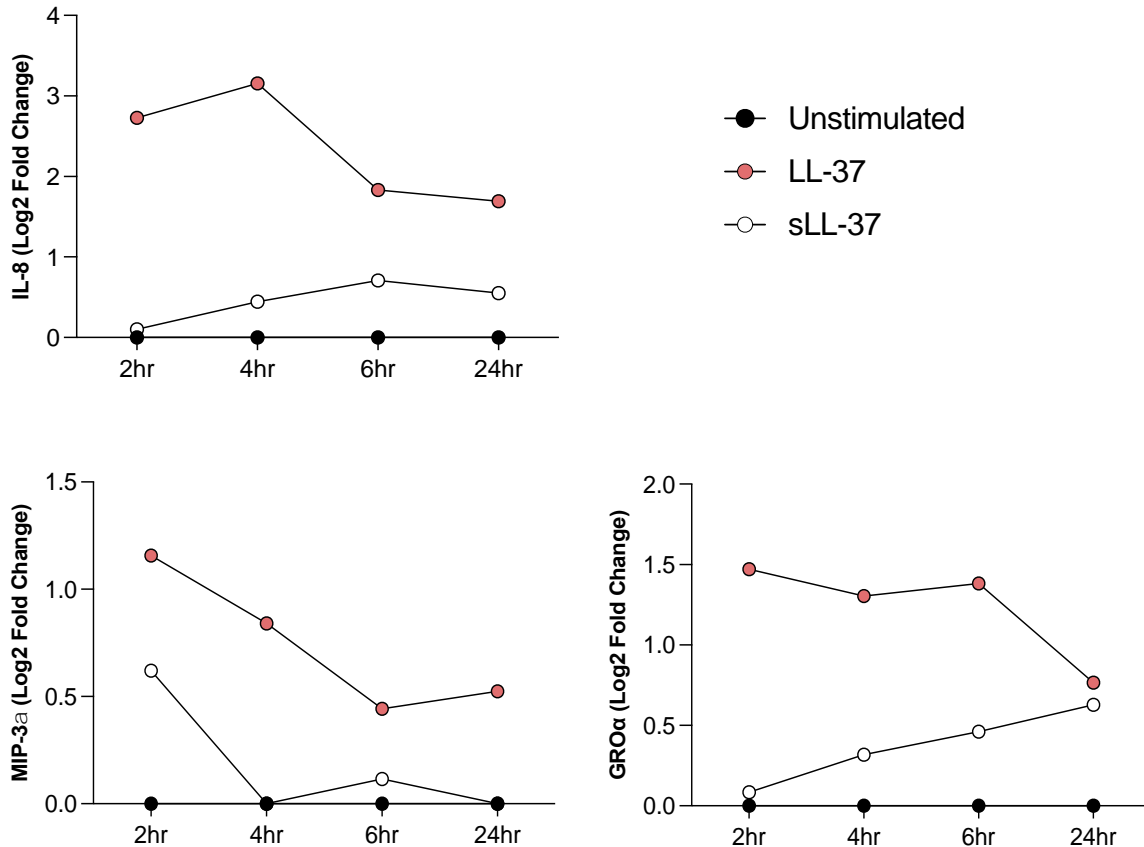 IL-8 (Log2 Fold Change)
4
3
2
1
0
2hr 4hr 6hr 24hr
Unstimulated
LL-37
sLL-37
MIP-3a (Log2 Fold Change)
1.5
1.0
0.5
0.0
2hr 4hr 6hr 24hr
GROα (Log2 Fold Change)
2.0
1.5
1.0
0.5
0.0
2hr 4hr 6hr 24hr